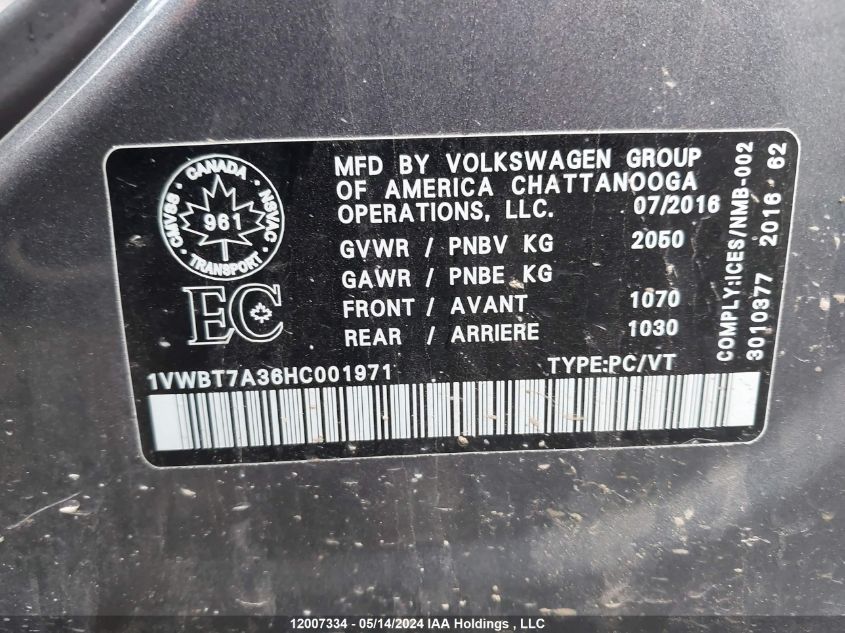 CANADA
CMVSS · NSVAC
961
TRANSPORT
EC
MFD BY VOLKSWAGEN GROUP
OF AMERICA CHATTANOOGA
OPERATIONS, LLC. 07/2016
GVWR / PNBV KG 2050
GAWR / PNBE KG
FRONT / AVANT 1070
REAR / ARRIERE 1030
1VWBT7A36HC001971 TYPE:PC/VT
COMPLY:ICES/NMB-002
3010377 2016 62
12007334 - 05/14/2024 IAA Holdings , LLC